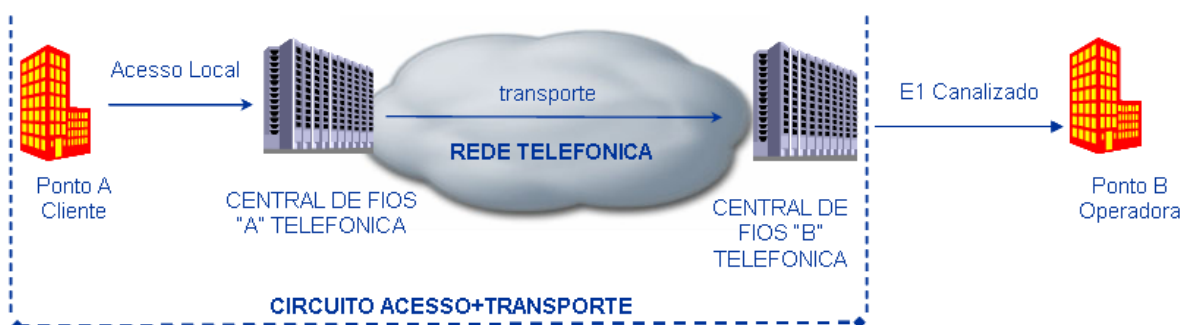 Acesso Local
transporte
E1 Canalizado
REDE TELEFONICA
Ponto A
Cliente
CENTRAL DE FIOS
"A" TELEFONICA
CENTRAL DE
FIOS "B"
TELEFONICA
Ponto B
Operadora
CIRCUITO ACESSO+TRANSPORTE